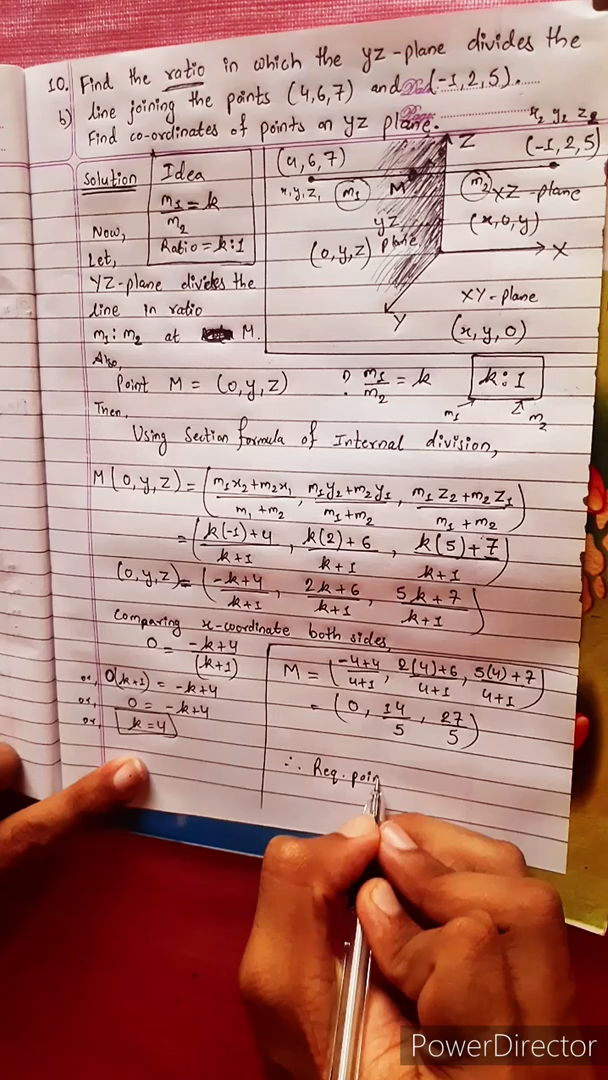 10. Find the ratio in which the yz-plane divides the
b) line joining the points (4,6,7) and (-1,2,5).
Find co-ordinates of points on yz plane.
Solution
Idea
m₁/m₂ = k
Ratio = k:1
Now,
Let,
YZ-plane divides the
line in ratio
m₁:m₂ at M.
(4,6,7)
x₁y₁z₁
m₁
M
m₂
Z
x₂ y₂ z₂
(-1,2,5)
XZ-plane
(x,0,y)
yz
plane
(0,y,z)
X
Y
XY-plane
(x,y,0)
Also,
Point M = (0,y,z)
∵ m₁/m₂ = k
k:1
m₁
m₂
Then,
Using Section formula of Internal division,
M(0,y,z) = (m₁x₂+m₂x₁/m₁+m₂, m₁y₂+m₂y₁/m₁+m₂, m₁z₂+m₂z₁/m₁+m₂)
= (k(-1)+4/k+1, k(2)+6/k+1, k(5)+7/k+1)
(0,y,z) = (-k+4/k+1, 2k+6/k+1, 5k+7/k+1)
Comparing x-coordinate both sides,
0 = -k+4/(k+1)
or, 0(k+1) = -k+4
or, 0 = -k+4
or k=4
M = (-4+4/4+1, 2(4)+6/4+1, 5(4)+7/4+1)
= (0, 14/5, 27/5)
∴ Req. poin
PowerDirector